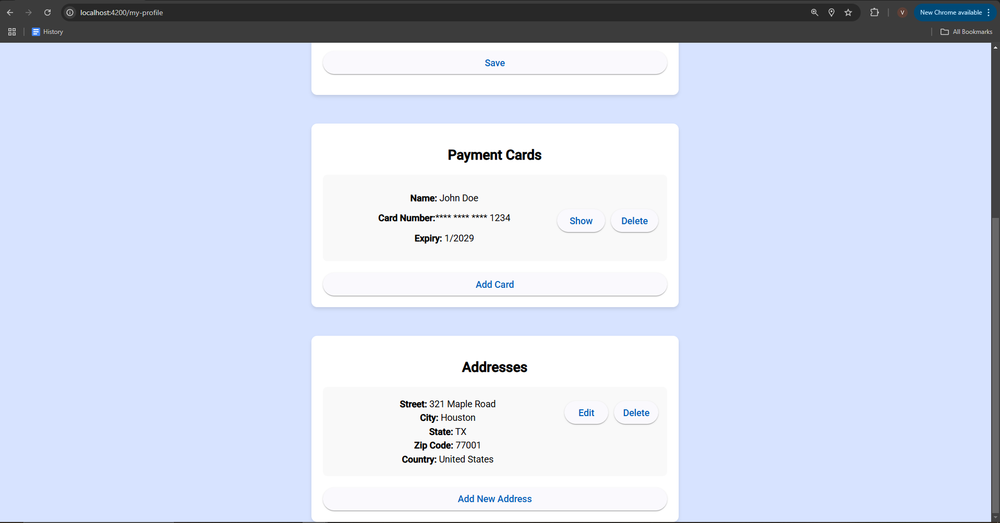 localhost:4200/my-profile
V
New Chrome available
History
All Bookmarks
Save
Payment Cards
Name: John Doe
Card Number:**** **** **** 1234
Expiry: 1/2029
Show
Delete
Add Card
Addresses
Street: 321 Maple Road
City: Houston
State: TX
Zip Code: 77001
Country: United States
Edit
Delete
Add New Address